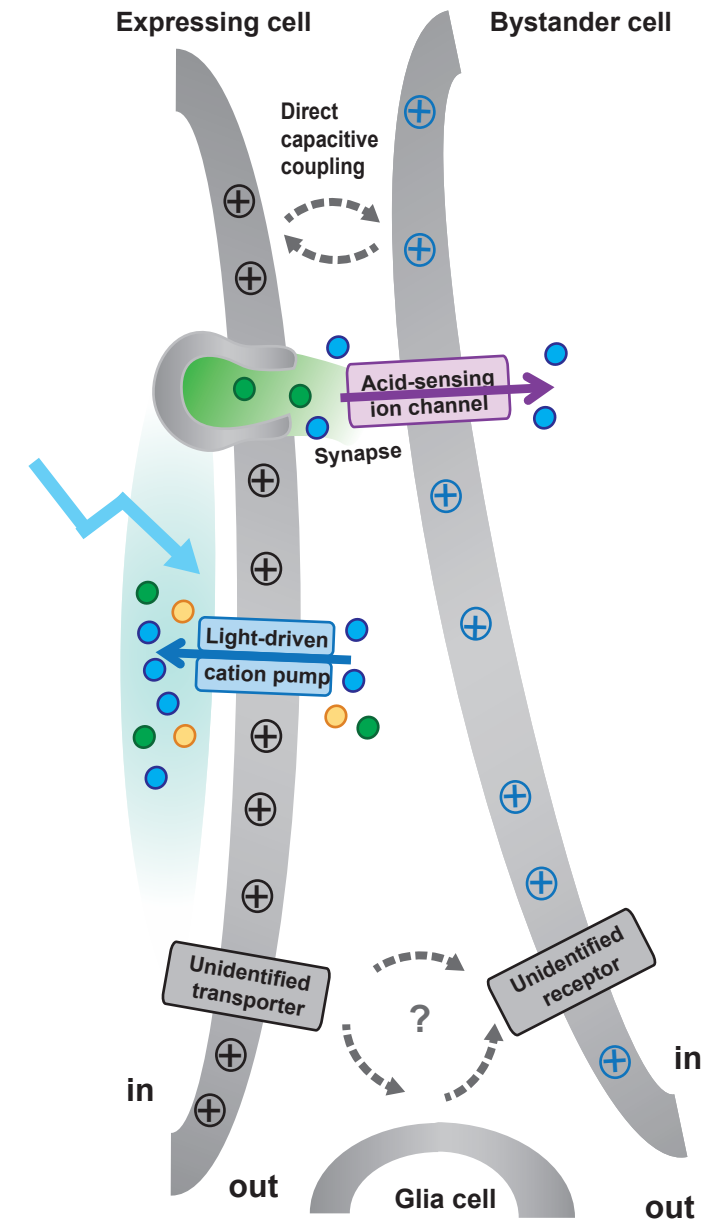 Expressing cell
Bystander cell
Direct
capacitive
coupling
Acid-sensing
ion channel
Synapse
Light-driven
cation pump
Unidentified
transporter
Unidentified
receptor
?
in
in
out
Glia cell
out